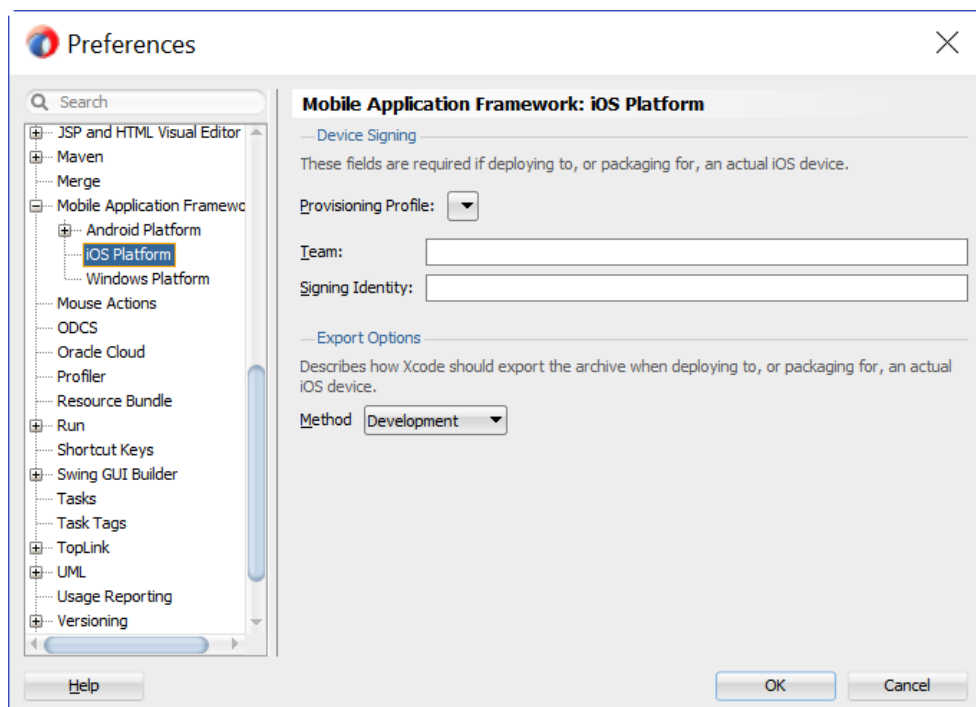 Preferences
Search
JSP and HTML Visual Editor
Maven
Merge
Mobile Application Framewo
Android Platform
iOS Platform
Windows Platform
Mouse Actions
ODCS
Oracle Cloud
Profiler
Resource Bundle
Run
Shortcut Keys
Swing GUI Builder
Tasks
Task Tags
TopLink
UML
Usage Reporting
Versioning
Mobile Application Framework: iOS Platform
Device Signing
These fields are required if deploying to, or packaging for, an actual iOS device.
Provisioning Profile:
Team:
Signing Identity:
Export Options
Describes how Xcode should export the archive when deploying to, or packaging for, an actual
iOS device.
Method Development
Help
OK
Cancel